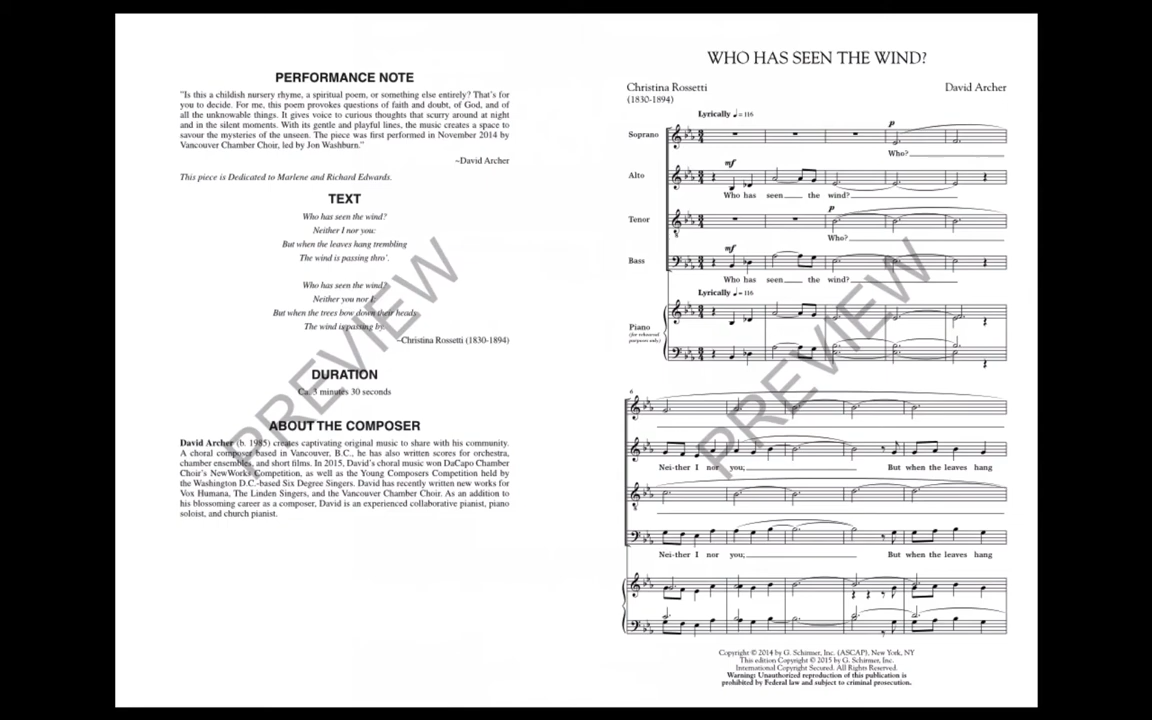 PERFORMANCE NOTE
"Is this a childish nursery rhyme, a spiritual poem, or something else entirely? That's for
you to decide. For me, this poem provokes questions of faith and doubt, of God, and of
all the unknowable things. It gives voice to curious thoughts that scurry around at night
and in the silent moments. With its gentle and playful lines, the music creates a space to
savour the mysteries of the unseen. The piece was first performed in November 2014 by
Vancouver Chamber Choir, led by Jon Washburn."
~David Archer
This piece is Dedicated to Marlene and Richard Edwards.
TEXT
Who has seen the wind?
Neither I nor you:
But when the leaves hang trembling
The wind is passing thro'.
Who has seen the wind?
Neither you nor I:
But when the trees bow down their heads
The wind is passing by.
~Christina Rossetti (1830-1894)
DURATION
Ca. 3 minutes 30 seconds
ABOUT THE COMPOSER
David Archer (b. 1985) creates captivating original music to share with his community.
A choral composer based in Vancouver, B.C., he has also written scores for orchestra,
chamber ensembles, and short films. In 2015, David's choral music won DaCapo Chamber
Choir's NewWorks Competition, as well as the Young Composers Competition held by
the Washington D.C.-based Six Degree Singers. David has recently written new works for
Vox Humana, The Linden Singers, and the Vancouver Chamber Choir. As an addition to
his blossoming career as a composer, David is an experienced collaborative pianist, piano
soloist, and church pianist.
PREVIEW
WHO HAS SEEN THE WIND?
Christina Rossetti
(1830-1894)
David Archer
Lyrically ♩= 116
Soprano
p
Who?
Alto
mf
Who has seen the wind?
Tenor
p
Who?
Bass
mf
Who has seen the wind?
Lyrically ♩= 116
Piano
(for rehearsal
purposes only)
6
Nei-ther I nor you; But when the leaves hang
Nei-ther I nor you; But when the leaves hang
PREVIEW
Copyright © 2014 by G. Schirmer, Inc. (ASCAP), New York, NY
This edition Copyright © 2015 by G. Schirmer, Inc.
International Copyright Secured. All Rights Reserved.
Warning: Unauthorized reproduction of this publication is
prohibited by Federal law and subject to criminal prosecution.